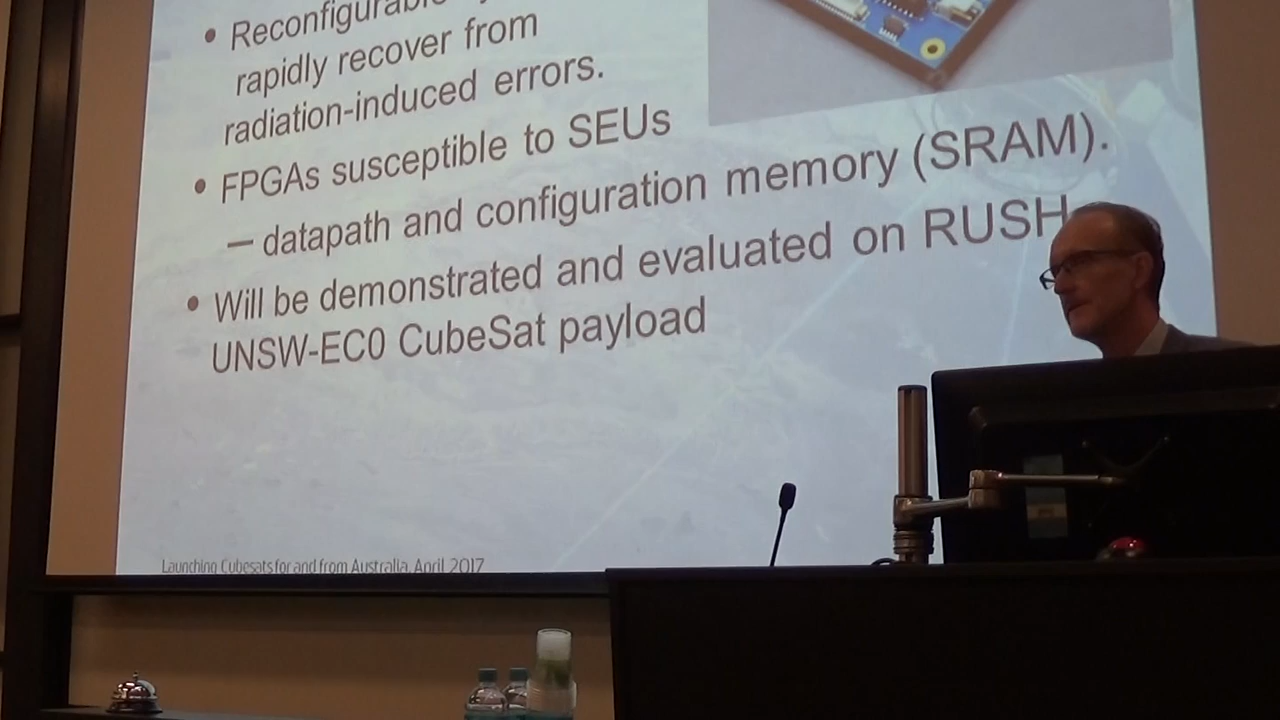 • Reconfigurable
rapidly recover from
radiation-induced errors.
• FPGAs susceptible to SEUs
– datapath and configuration memory (SRAM).
• Will be demonstrated and evaluated on RUSH
UNSW-EC0 CubeSat payload
Launching Cubesats for and from Australia, April 2017